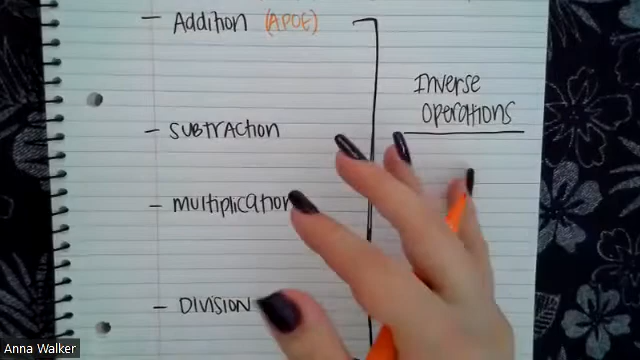 - Addition (APOE)
- SUBTRACTION
- multiplication
- DIVISION
Inverse
Operations
Anna Walker